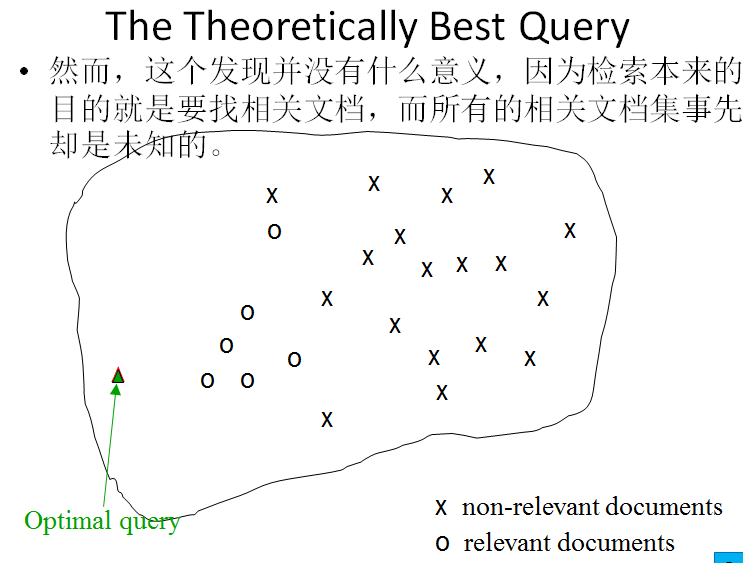 The Theoretically Best Query
• 然而，这个发现并没有什么意义，因为检索本来的
目的就是要找相关文档，而所有的相关文档集事先
却是未知的。
x x x x
o x x
x x x x
x x
o x
o o x x x
o o x
x
Optimal query
x non-relevant documents
o relevant documents